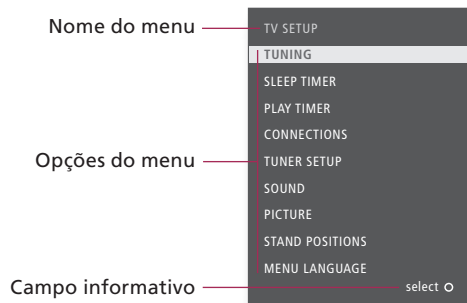 Nome do menu
TV SETUP
TUNING
SLEEP TIMER
PLAY TIMER
CONNECTIONS
Opções do menu
TUNER SETUP
SOUND
PICTURE
STAND POSITIONS
MENU LANGUAGE
Campo informativo
select